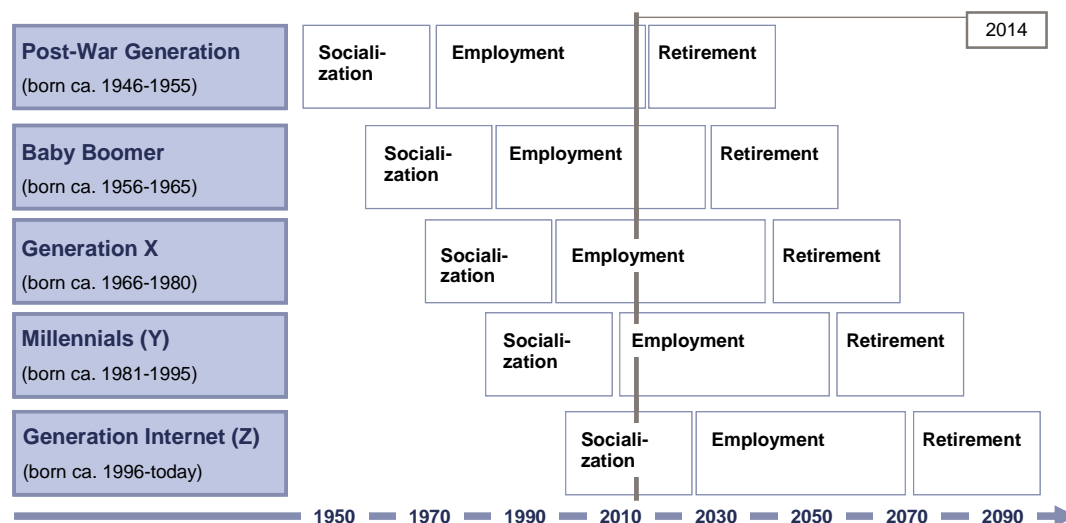 2014
Post-War Generation
(born ca. 1946-1955)
Sociali-
zation
Employment
Retirement
Baby Boomer
(born ca. 1956-1965)
Sociali-
zation
Employment
Retirement
Generation X
(born ca. 1966-1980)
Sociali-
zation
Employment
Retirement
Millennials (Y)
(born ca. 1981-1995)
Sociali-
zation
Employment
Retirement
Generation Internet (Z)
(born ca. 1996-today)
Sociali-
zation
Employment
Retirement
1950 1970 1990 2010 2030 2050 2070 2090